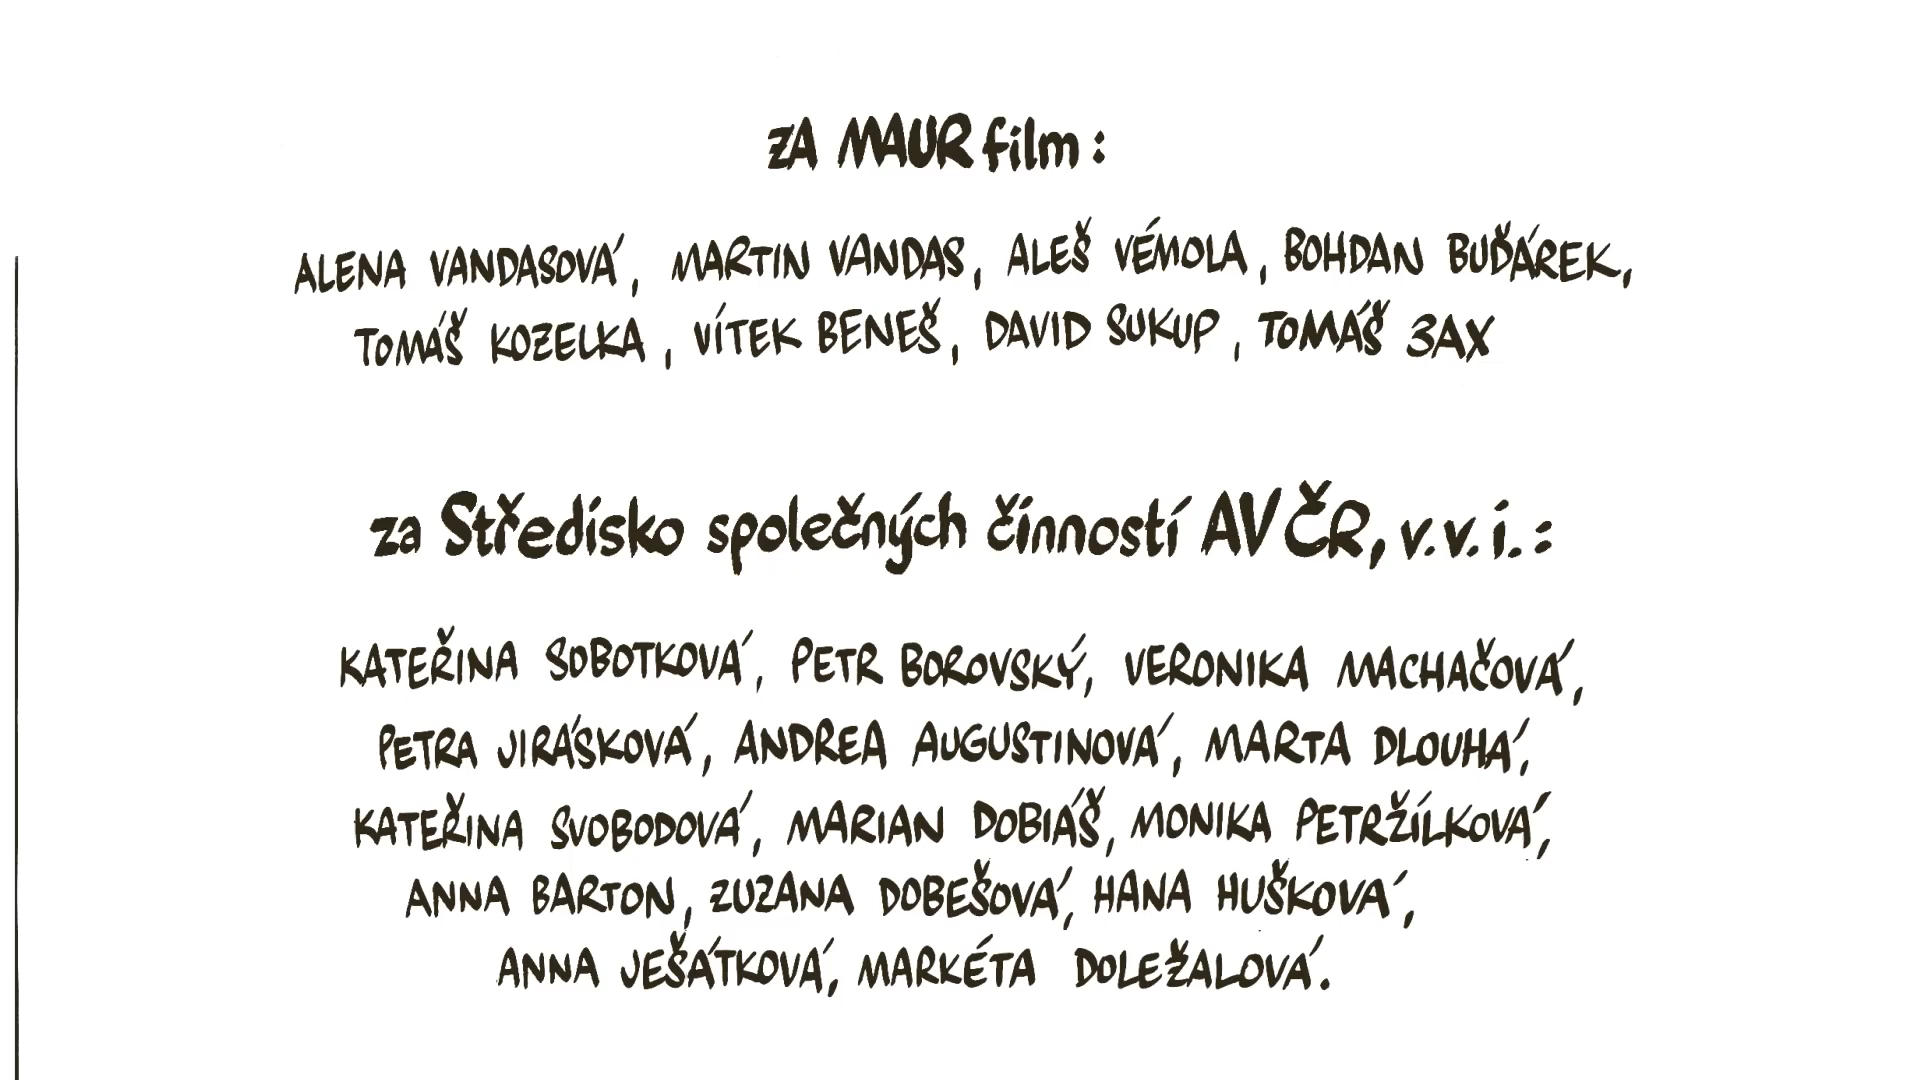 ZA MAUR film:
ALENA VANDASOVÁ, MARTIN VANDAS, ALEŠ VÉMOLA, BOHDAN BUĎÁREK,
TOMÁŠ KOZELKA, VÍTEK BENEŠ, DAVID SUKUP, TOMÁŠ 3AX
za Středisko společných činností AV ČR, v.v.i.:
KATEŘINA SOBOTKOVÁ, PETR BOROVSKÝ, VERONIKA MACHAČOVÁ,
PETRA JIRÁSKOVÁ, ANDREA AUGUSTINOVÁ, MARTA DLOUHÁ,
KATEŘINA SVOBODOVÁ, MARIAN DOBIÁŠ, MONIKA PETRŽÍLKOVÁ,
ANNA BARTON, ZUZANA DOBEŠOVÁ, HANA HUŠKOVÁ,
ANNA JEŠÁTKOVÁ, MARKÉTA DOLEŽALOVÁ.